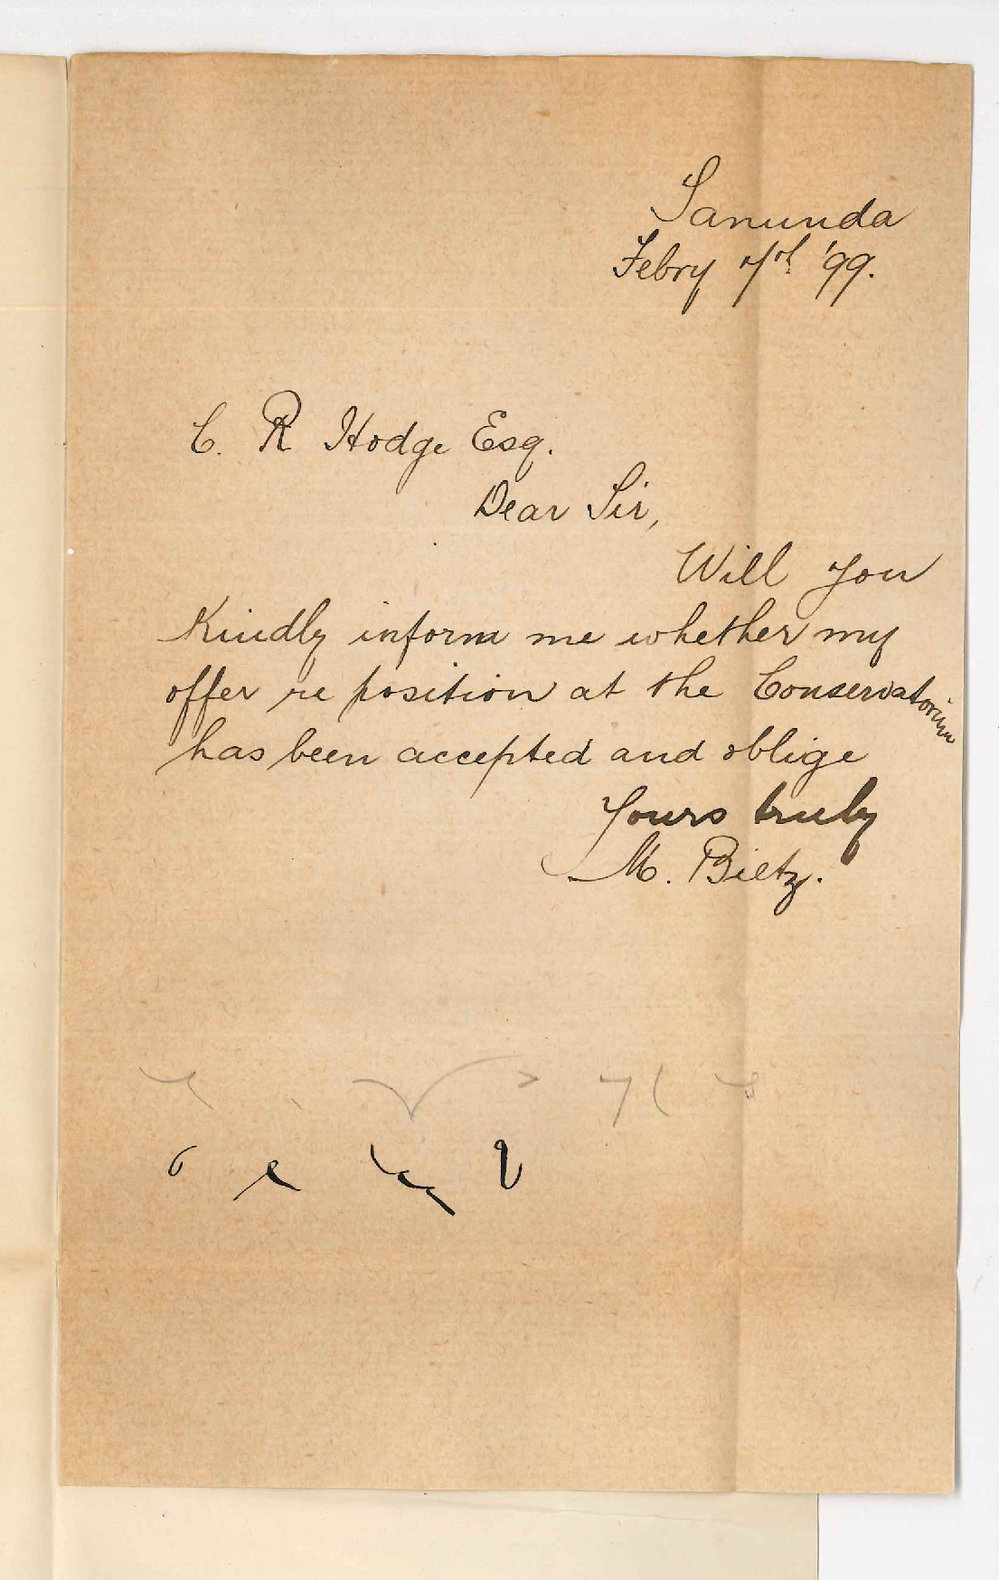 Tanunda
Febry 7th '99.
C. R Hodge Esq.
Dear Sir,
Will you
Kindly inform me whether my
offer re position at the Conservatorium
has been accepted and oblige
Yours truly
M. Bietz.